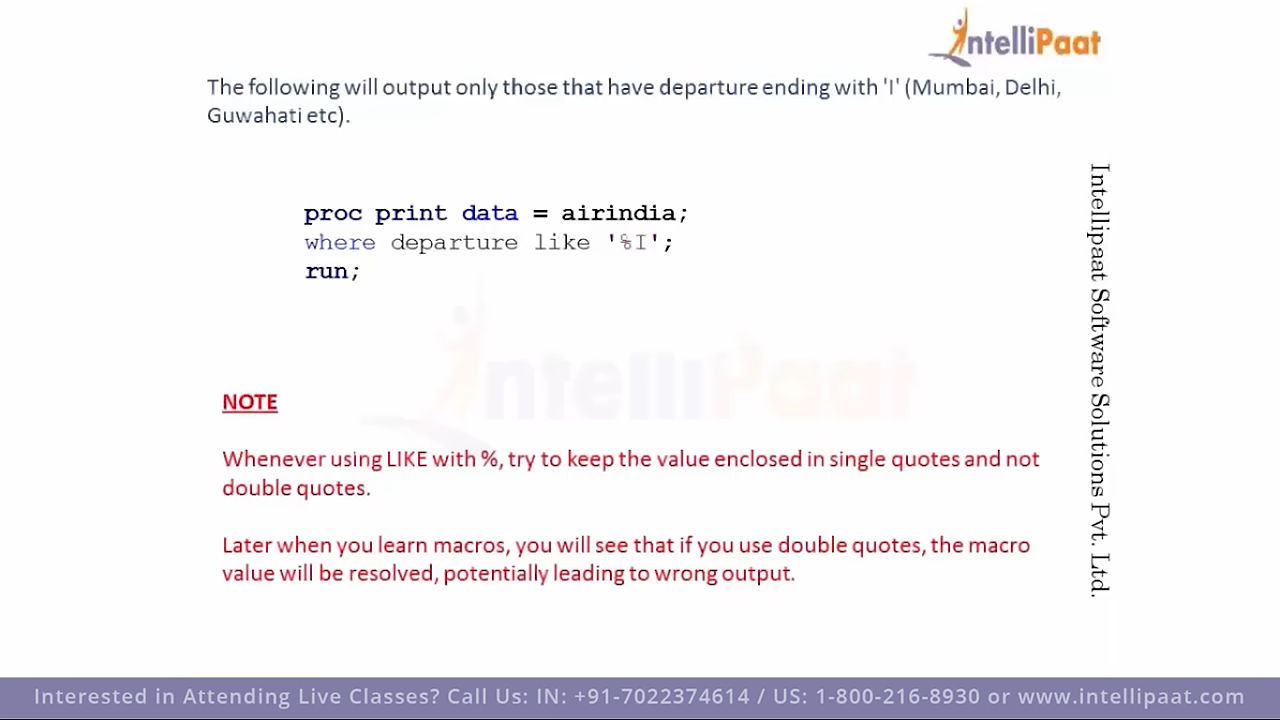 IntelliPaat
The following will output only those that have departure ending with 'I' (Mumbai, Delhi,
Guwahati etc).
proc print data = airindia;
where departure like '%I';
run;
IntelliPaat
NOTE
Whenever using LIKE with %, try to keep the value enclosed in single quotes and not
double quotes.
Later when you learn macros, you will see that if you use double quotes, the macro
value will be resolved, potentially leading to wrong output.
Intellipaat Software Solutions Pvt. Ltd.
Interested in Attending Live Classes? Call Us: IN: +91-7022374614 / US: 1-800-216-8930 or www.intellipaat.com